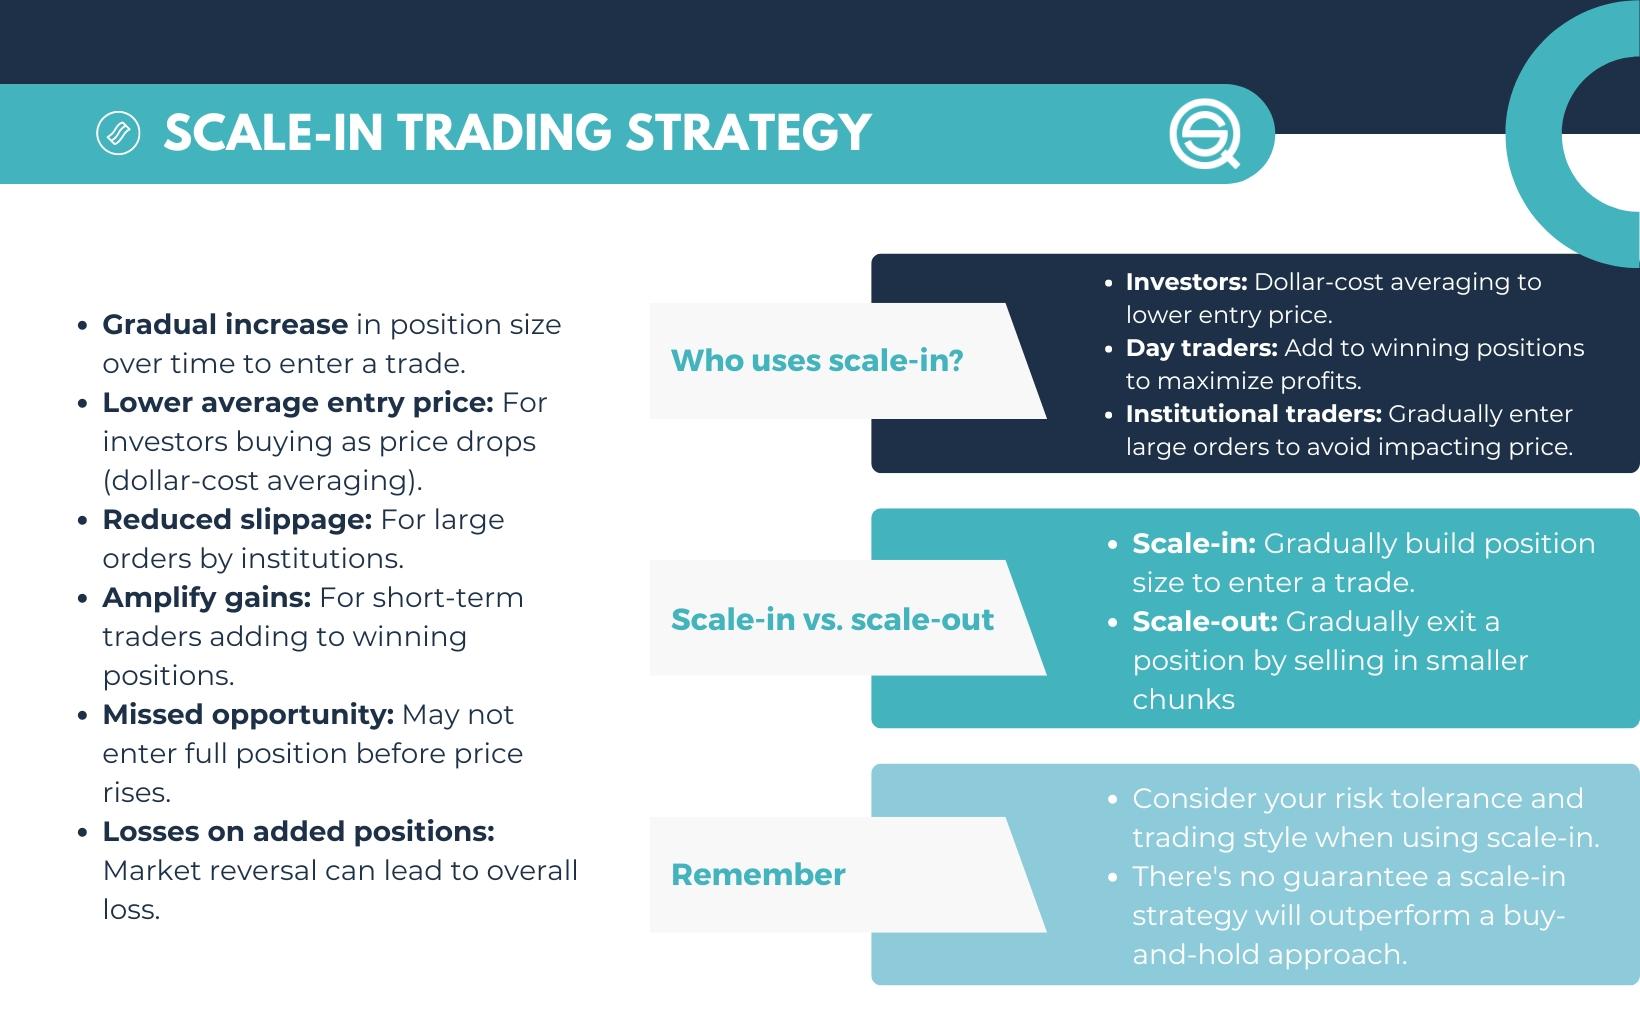 SCALE-IN TRADING STRATEGY
• Gradual increase in position size
over time to enter a trade.
• Lower average entry price: For
investors buying as price drops
(dollar-cost averaging).
• Reduced slippage: For large
orders by institutions.
• Amplify gains: For short-term
traders adding to winning
positions.
• Missed opportunity: May not
enter full position before price
rises.
• Losses on added positions:
Market reversal can lead to overall
loss.
Who uses scale-in?
• Investors: Dollar-cost averaging to
lower entry price.
• Day traders: Add to winning positions
to maximize profits.
• Institutional traders: Gradually enter
large orders to avoid impacting price.
Scale-in vs. scale-out
• Scale-in: Gradually build position
size to enter a trade.
• Scale-out: Gradually exit a
position by selling in smaller
chunks
Remember
• Consider your risk tolerance and
trading style when using scale-in.
• There's no guarantee a scale-in
strategy will outperform a buy-
and-hold approach.